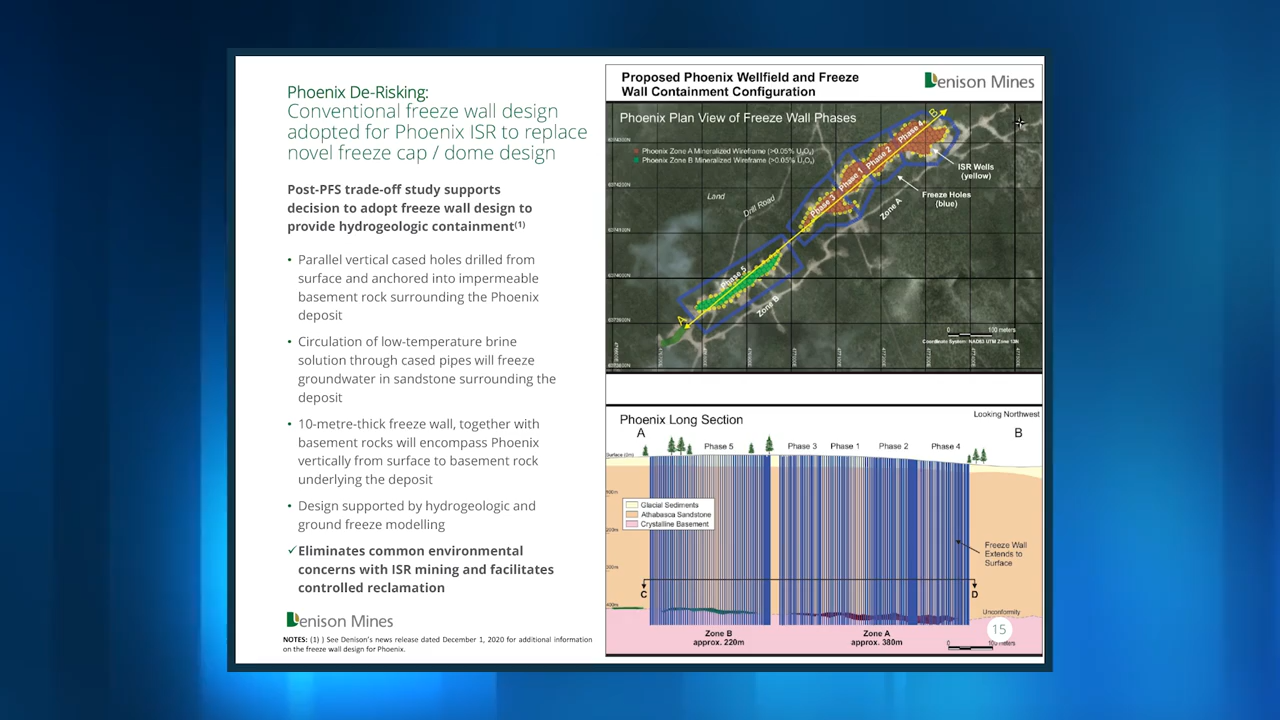 Phoenix De-Risking:
Conventional freeze wall design
adopted for Phoenix ISR to replace
novel freeze cap / dome design
Post-PFS trade-off study supports
decision to adopt freeze wall design to
provide hydrogeologic containment(1)
• Parallel vertical cased holes drilled from
surface and anchored into impermeable
basement rock surrounding the Phoenix
deposit
• Circulation of low-temperature brine
solution through cased pipes will freeze
groundwater in sandstone surrounding the
deposit
• 10-metre-thick freeze wall, together with
basement rocks will encompass Phoenix
vertically from surface to basement rock
underlying the deposit
• Design supported by hydrogeologic and
ground freeze modelling
✓ Eliminates common environmental
concerns with ISR mining and facilitates
controlled reclamation
Denison Mines
NOTES: (1) ) See Denison's news release dated December 1, 2020 for additional information
on the freeze wall design for Phoenix.
Proposed Phoenix Wellfield and Freeze
Wall Containment Configuration
Denison Mines
Phoenix Plan View of Freeze Wall Phases
Phoenix Zone A Mineralized Wireframe (>0.05% U3O8)
Phoenix Zone B Mineralized Wireframe (>0.05% U3O8)
B
Phase 4
Phase 2
Phase 1
Phase 3
ISR Wells
(yellow)
Freeze Holes
(blue)
Land
Drill Road
Zone A
Phase 5
Zone B
A
0 100 meters
Coordinate System: NAD83 UTM Zone 13N
Phoenix Long Section
Looking Northwest
A
B
Phase 5 Phase 3 Phase 1 Phase 2 Phase 4
Surface (0m)
Glacial Sediments
Athabasca Sandstone
Crystalline Basement
Freeze Wall
Extends to
Surface
C
D
Unconformity
Zone B
approx. 220m
Zone A
approx. 380m
15
0